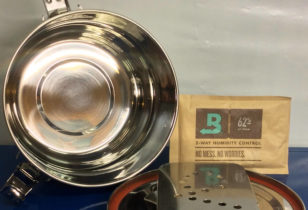 B 62%
2-WAY HUMIDITY CONTROL
NO MESS. NO WORRIES.